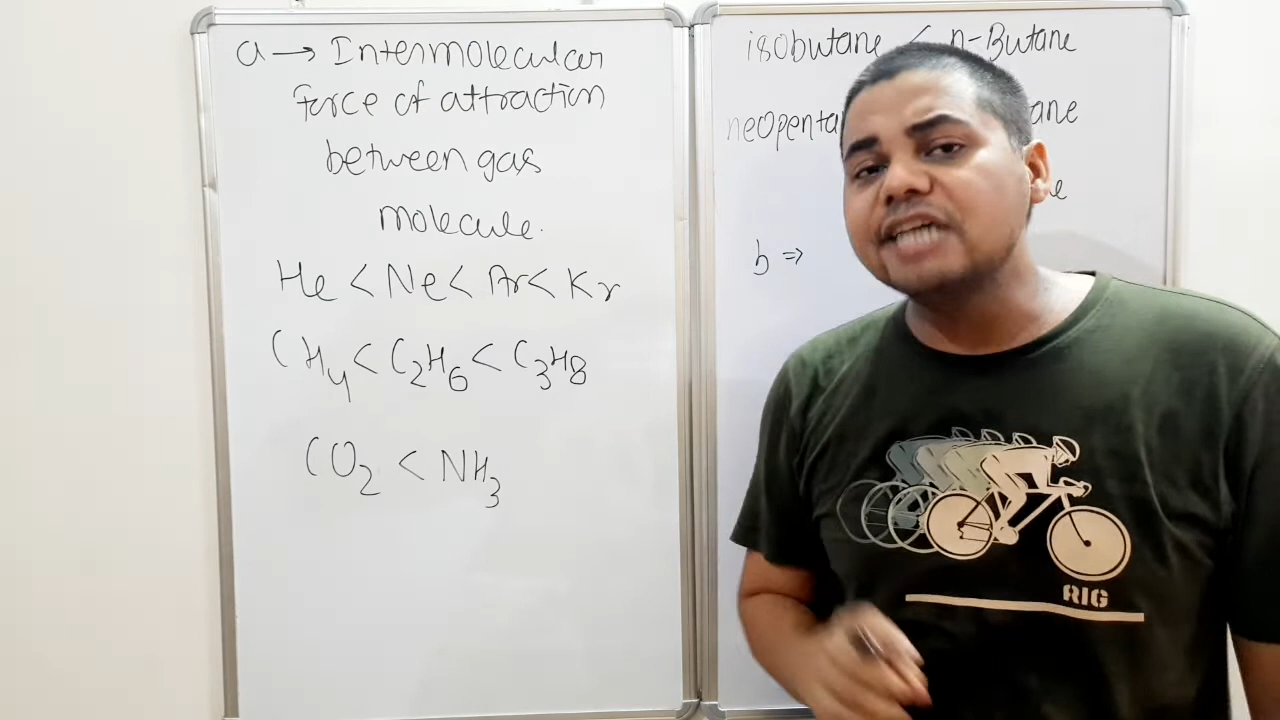 a → Intermolecular
force of attraction
between gas
molecule.
He < Ne < Ar < Kr
CH4 < C2H6 < C3H8
CO2 < NH3
isobutane < n-Butane
neopenta ane
e
b ⇒
RIG